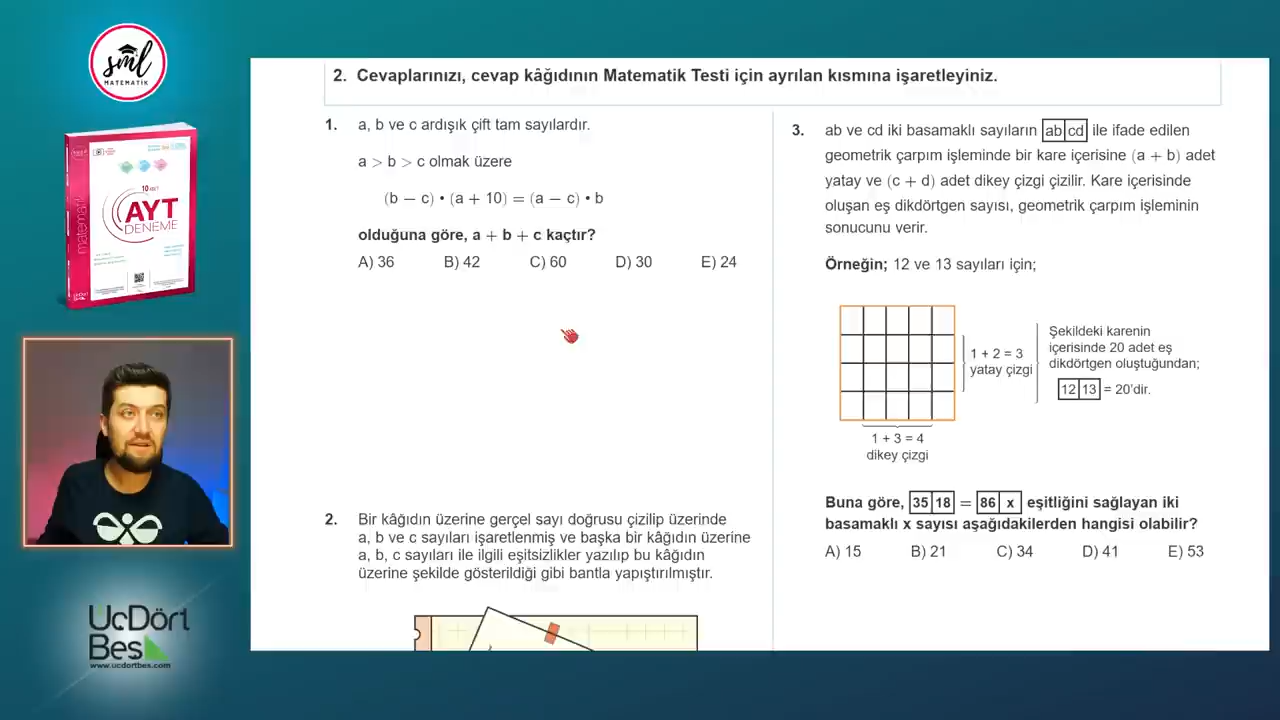 sml
MATEMATİK
10 ADET
AYT
DENEME
matematik
ÜçDört
Beş
www.ucdortbes.com
2. Cevaplarınızı, cevap kâğıdının Matematik Testi için ayrılan kısmına işaretleyiniz.
1. a, b ve c ardışık çift tam sayılardır.
a > b > c olmak üzere
(b − c) • (a + 10) = (a − c) • b
olduğuna göre, a + b + c kaçtır?
A) 36 B) 42 C) 60 D) 30 E) 24
2. Bir kâğıdın üzerine gerçel sayı doğrusu çizilip üzerinde
a, b ve c sayıları işaretlenmiş ve başka bir kâğıdın üzerine
a, b, c sayıları ile ilgili eşitsizlikler yazılıp bu kâğıdın
üzerine şekilde gösterildiği gibi bantla yapıştırılmıştır.
3. ab ve cd iki basamaklı sayıların ab cd ile ifade edilen
geometrik çarpım işleminde bir kare içerisine (a + b) adet
yatay ve (c + d) adet dikey çizgi çizilir. Kare içerisinde
oluşan eş dikdörtgen sayısı, geometrik çarpım işleminin
sonucunu verir.
Örneğin; 12 ve 13 sayıları için;
1 + 2 = 3
yatay çizgi
Şekildeki karenin
içerisinde 20 adet eş
dikdörtgen oluştuğundan;
12 13 = 20'dir.
1 + 3 = 4
dikey çizgi
Buna göre, 35 18 = 86 x eşitliğini sağlayan iki
basamaklı x sayısı aşağıdakilerden hangisi olabilir?
A) 15 B) 21 C) 34 D) 41 E) 53